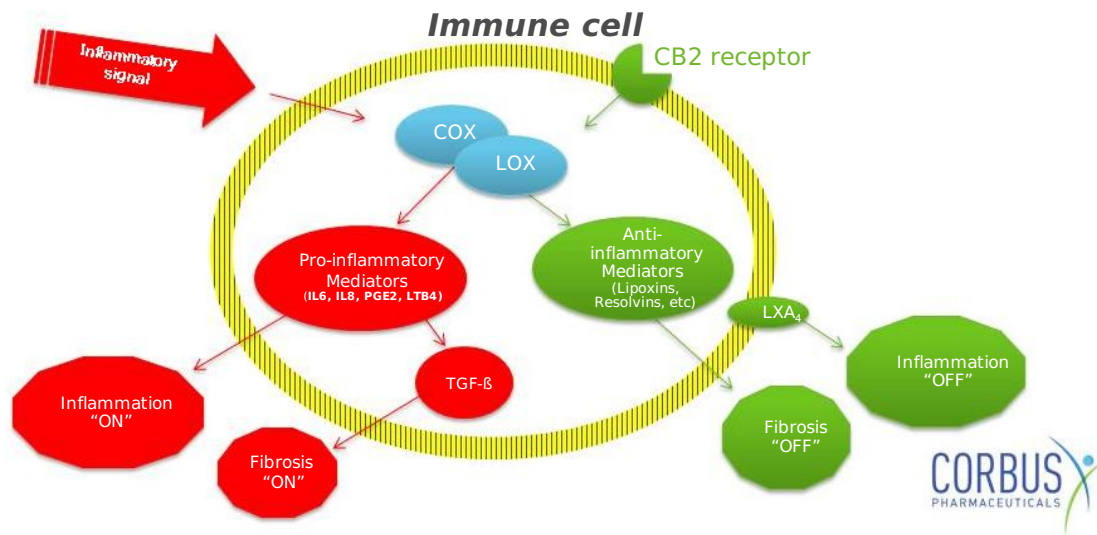 Immune cell
Inflammatory
signal
CB2 receptor
COX
LOX
Pro-inflammatory
Mediators
(IL6, IL8, PGE2, LTB4)
Anti-
inflammatory
Mediators
(Lipoxins,
Resolvins, etc)
LXA₄
TGF-ß
Inflammation
“ON”
Fibrosis
“ON”
Inflammation
“OFF”
Fibrosis
“OFF”
CORBUS
PHARMACEUTICALS